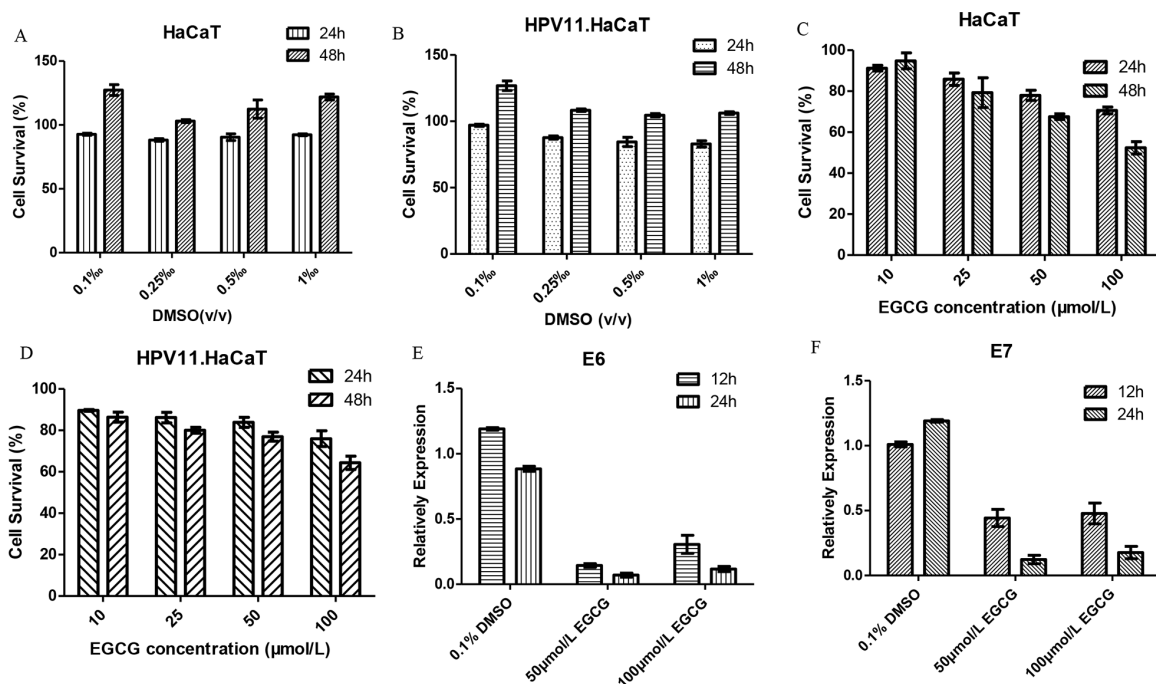 A
HaCaT
24h
48h
Cell Survival (%)
150
100
50
0
0.1‰
0.25‰
0.5‰
1‰
DMSO(v/v)
B
HPV11.HaCaT
24h
48h
Cell Survival (%)
150
100
50
0
0.1‰
0.25‰
0.5‰
1‰
DMSO (v/v)
C
HaCaT
24h
48h
Cell Survival (%)
100
80
60
40
20
0
10
25
50
100
EGCG concentration (μmol/L)
D
HPV11.HaCaT
24h
48h
Cell Survival (%)
100
80
60
40
20
0
10
25
50
100
EGCG concentration (μmol/L)
E
E6
12h
24h
Relatively Expression
1.5
1.0
0.5
0.0
0.1% DMSO
50μmol/L EGCG
100μmol/L EGCG
F
E7
12h
24h
Relatively Expression
1.5
1.0
0.5
0.0
0.1% DMSO
50μmol/L EGCG
100μmol/L EGCG